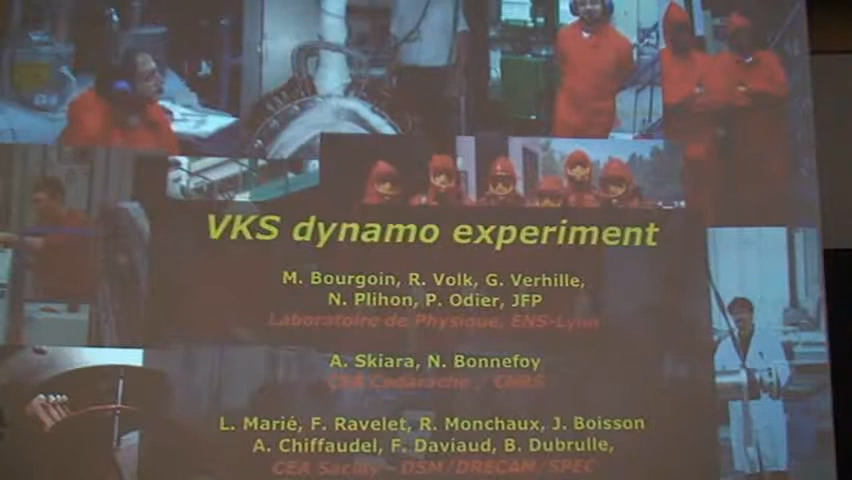 VKS dynamo experiment
M. Bourgoin, R. Volk, G. Verhille,
N. Plihon, P. Odier, JFP
Laboratoire de Physique, ENS-Lyon
A. Skiara, N. Bonnefoy
CEA Cadarache / CNRS
L. Marié, F. Ravelet, R. Monchaux, J. Boisson
A. Chiffaudel, F. Daviaud, B. Dubrulle,
CEA Saclay - DSM/DRECAM/SPEC